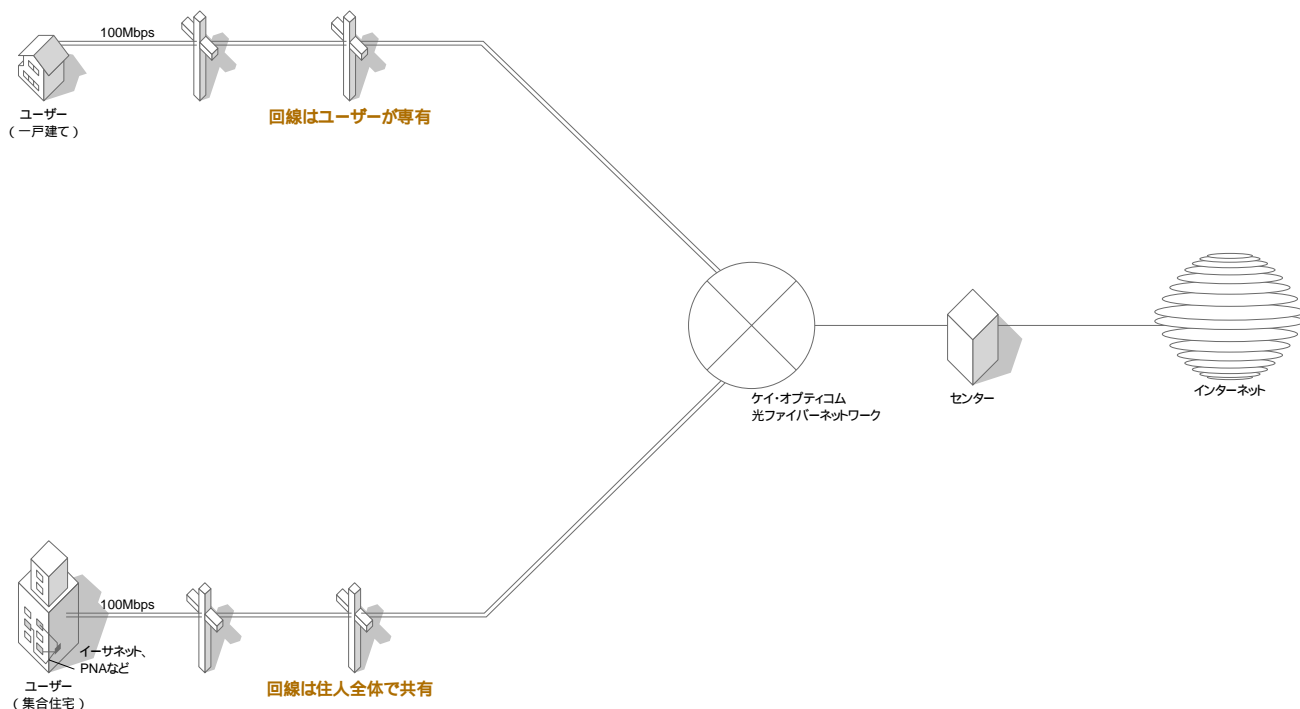 100Mbps
ユーザー
（一戸建て）
回線はユーザーが専有
ケイ・オプティコム
光ファイバーネットワーク
センター
インターネット
100Mbps
イーサネット、
PNAなど
ユーザー
（集合住宅）
回線は住人全体で共有